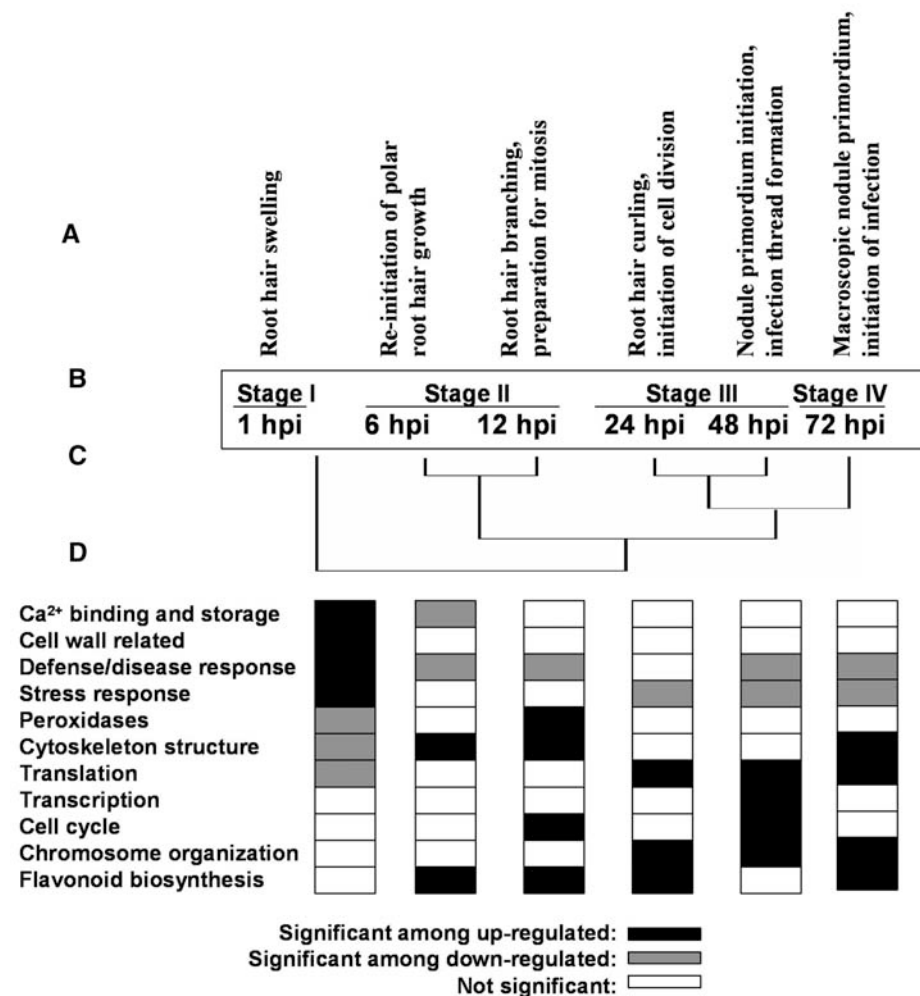 A
Root hair swelling
Re-initiation of polar
root hair growth
Root hair branching,
preparation for mitosis
Root hair curling,
initiation of cell division
Nodule primordium initiation,
infection thread formation
Macroscopic nodule primordium,
initiation of infection
B
Stage I Stage II Stage III Stage IV
1 hpi 6 hpi 12 hpi 24 hpi 48 hpi 72 hpi
C
D
Ca²⁺ binding and storage
Cell wall related
Defense/disease response
Stress response
Peroxidases
Cytoskeleton structure
Translation
Transcription
Cell cycle
Chromosome organization
Flavonoid biosynthesis
Significant among up-regulated:
Significant among down-regulated:
Not significant: